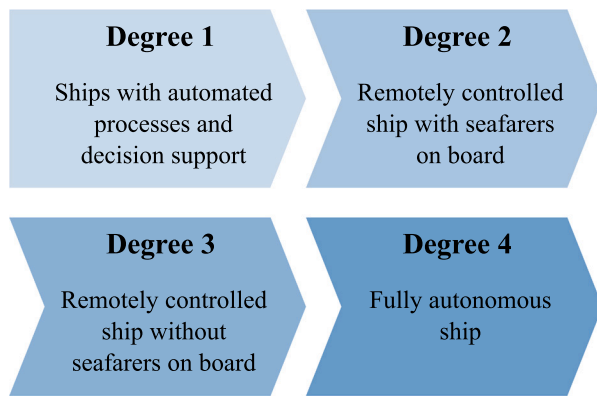 Degree 1
Ships with automated
processes and
decision support
Degree 2
Remotely controlled
ship with seafarers
on board
Degree 3
Remotely controlled
ship without
seafarers on board
Degree 4
Fully autonomous
ship